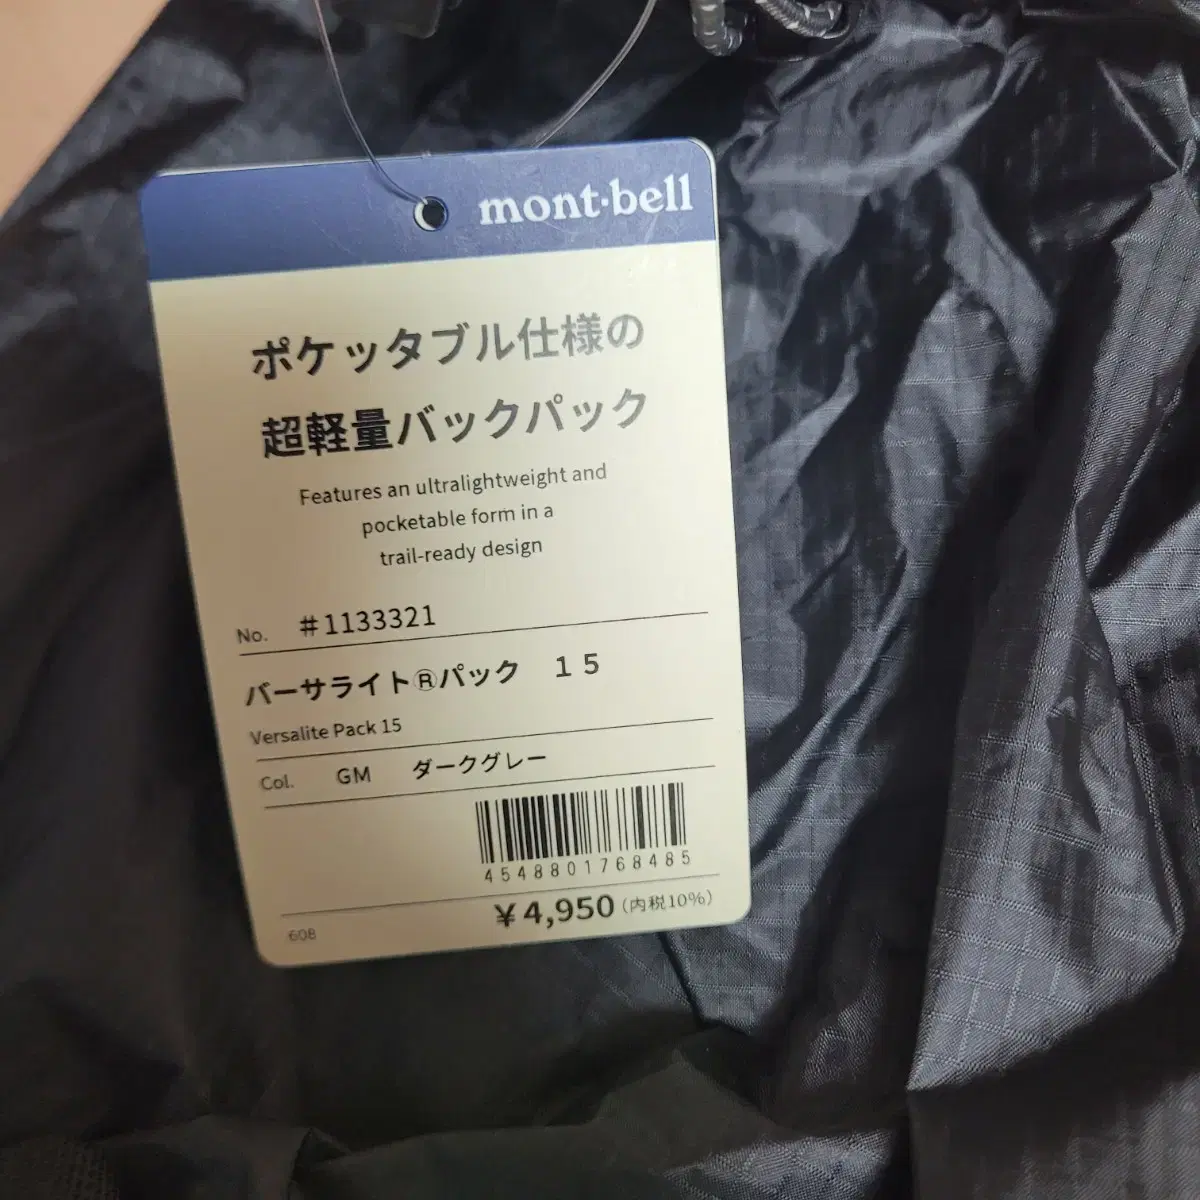 mont·bell
ポケッタブル仕様の
超軽量バックパック
Features an ultralightweight and
pocketable form in a
trail-ready design
No. #1133321
バーサライト®パック 15
Versalite Pack 15
Col. GM ダークグレー
4548801768485
¥4,950(内税10%)
608